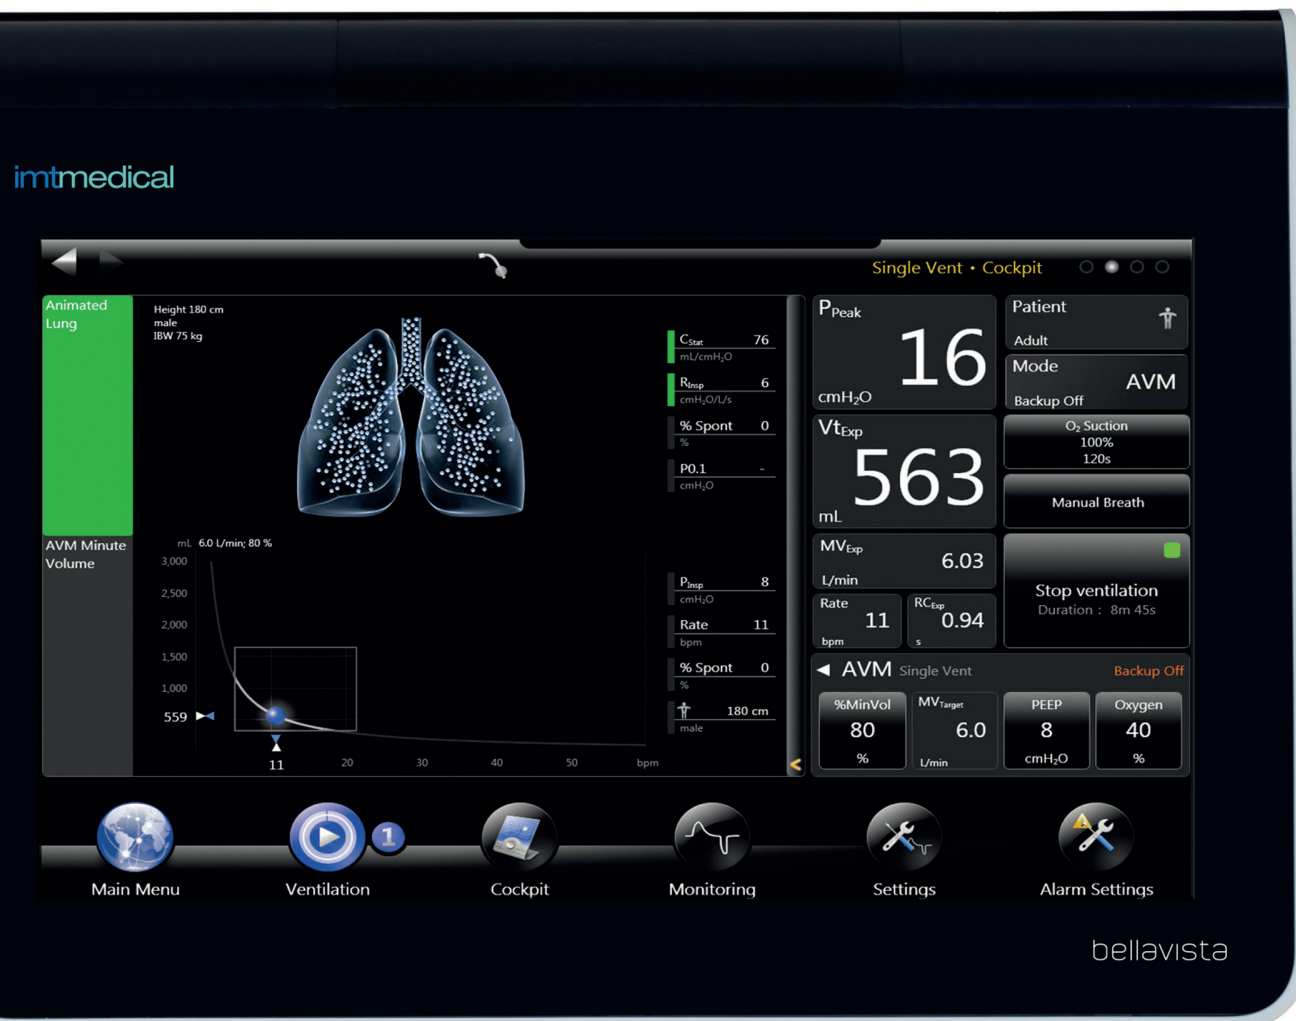 imtmedical
Single Vent • Cockpit
Animated
Lung
Height 180 cm
male
IBW 75 kg
CStat 76
mL/cmH2O
RInsp 6
cmH2O/L/s
% Spont 0
%
P0.1 -
cmH2O
AVM Minute
Volume
mL 6.0 L/min; 80 %
3,000
2,500
2,000
1,500
1,000
559
11 20 30 40 50 bpm
PInsp 8
cmH2O
Rate 11
bpm
% Spont 0
%
180 cm
male
<
PPeak
16
cmH2O
VtExp
563
mL
MVExp
6.03
L/min
Rate
11
bpm
RCExp
0.94
s
Patient
Adult
Mode
AVM
Backup Off
O2 Suction
100%
120s
Manual Breath
Stop ventilation
Duration : 8m 45s
AVM Single Vent Backup Off
%MinVol
80
%
MVTarget
6.0
L/min
PEEP
8
cmH2O
Oxygen
40
%
1
Main Menu Ventilation Cockpit Monitoring Settings Alarm Settings
bellavista